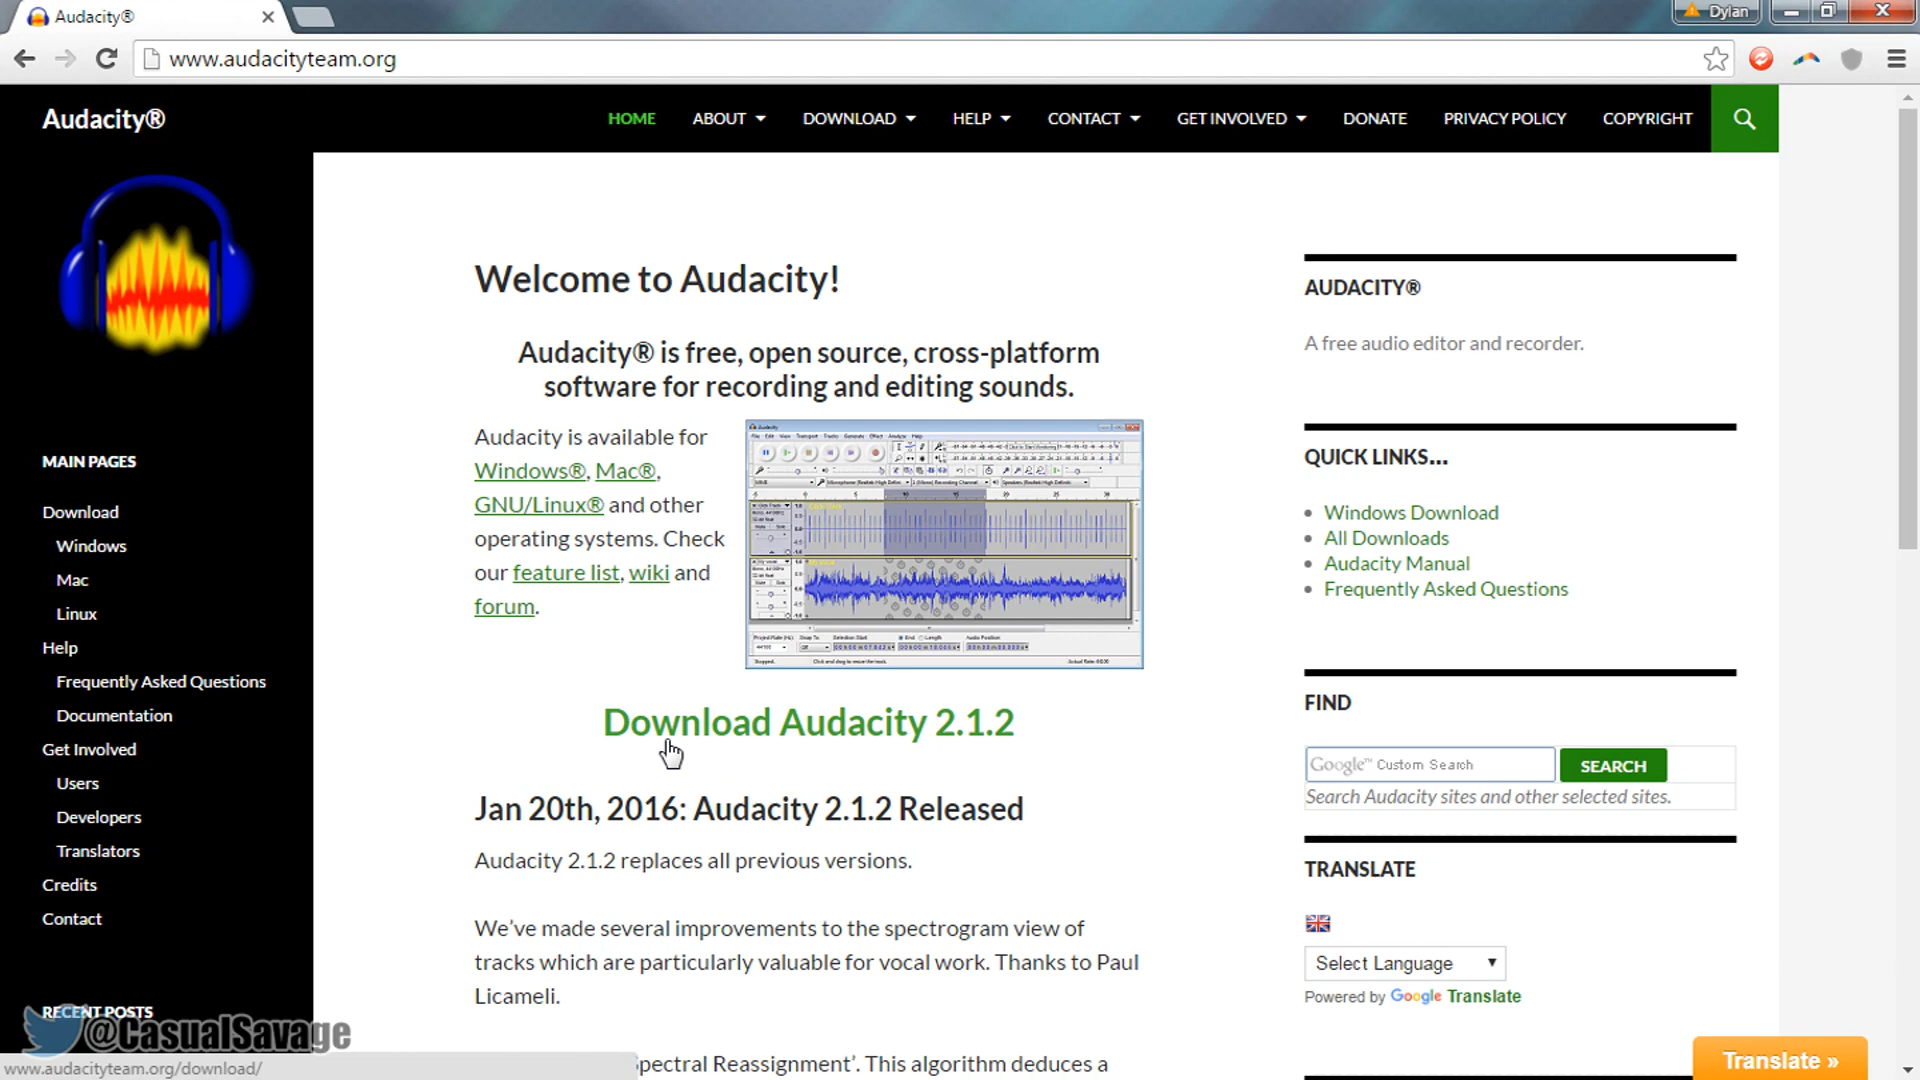 Audacity®
Dylan
www.audacityteam.org
Audacity®
HOME ABOUT DOWNLOAD HELP CONTACT GET INVOLVED DONATE PRIVACY POLICY COPYRIGHT
MAIN PAGES
Download
Windows
Mac
Linux
Help
Frequently Asked Questions
Documentation
Get Involved
Users
Developers
Translators
Credits
Contact
RECENT POSTS
@CasualSavage
www.audacityteam.org/download/
Welcome to Audacity!
Audacity® is free, open source, cross-platform
software for recording and editing sounds.
Audacity is available for
Windows®, Mac®,
GNU/Linux® and other
operating systems. Check
our feature list, wiki and
forum.
Download Audacity 2.1.2
Jan 20th, 2016: Audacity 2.1.2 Released
Audacity 2.1.2 replaces all previous versions.
We've made several improvements to the spectrogram view of
tracks which are particularly valuable for vocal work. Thanks to Paul
Licameli.
Spectral Reassignment'. This algorithm deduces a
AUDACITY®
A free audio editor and recorder.
QUICK LINKS...
Windows Download
All Downloads
Audacity Manual
Frequently Asked Questions
FIND
Google™ Custom Search SEARCH
Search Audacity sites and other selected sites.
TRANSLATE
Select Language
Powered by Google Translate
Translate »